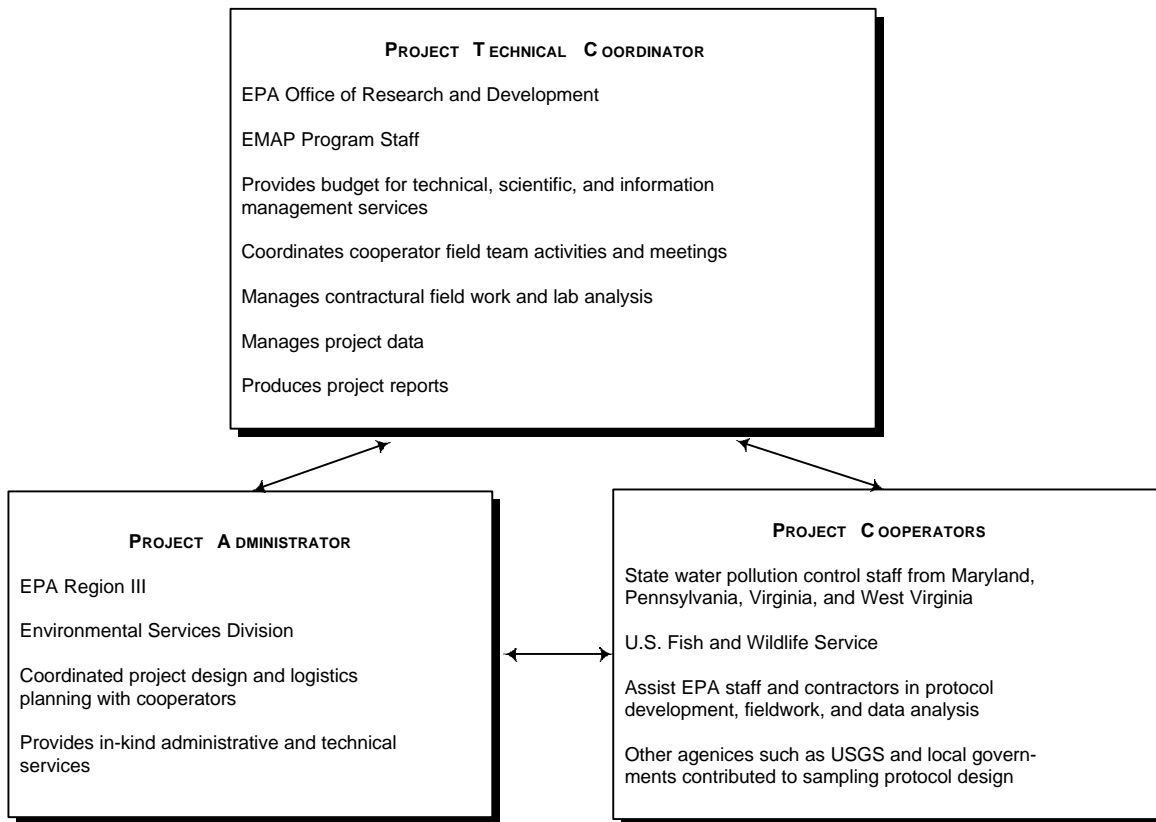 PROJECT TECHNICAL COORDINATOR
EPA Office of Research and Development
EMAP Program Staff
Provides budget for technical, scientific, and information
management services
Coordinates cooperator field team activities and meetings
Manages contractural field work and lab analysis
Manages project data
Produces project reports
PROJECT ADMINISTRATOR
EPA Region III
Environmental Services Division
Coordinated project design and logistics
planning with cooperators
Provides in-kind administrative and technical
services
PROJECT COOPERATORS
State water pollution control staff from Maryland,
Pennsylvania, Virginia, and West Virginia
U.S. Fish and Wildlife Service
Assist EPA staff and contractors in protocol
development, fieldwork, and data analysis
Other agenices such as USGS and local govern-
ments contributed to sampling protocol design